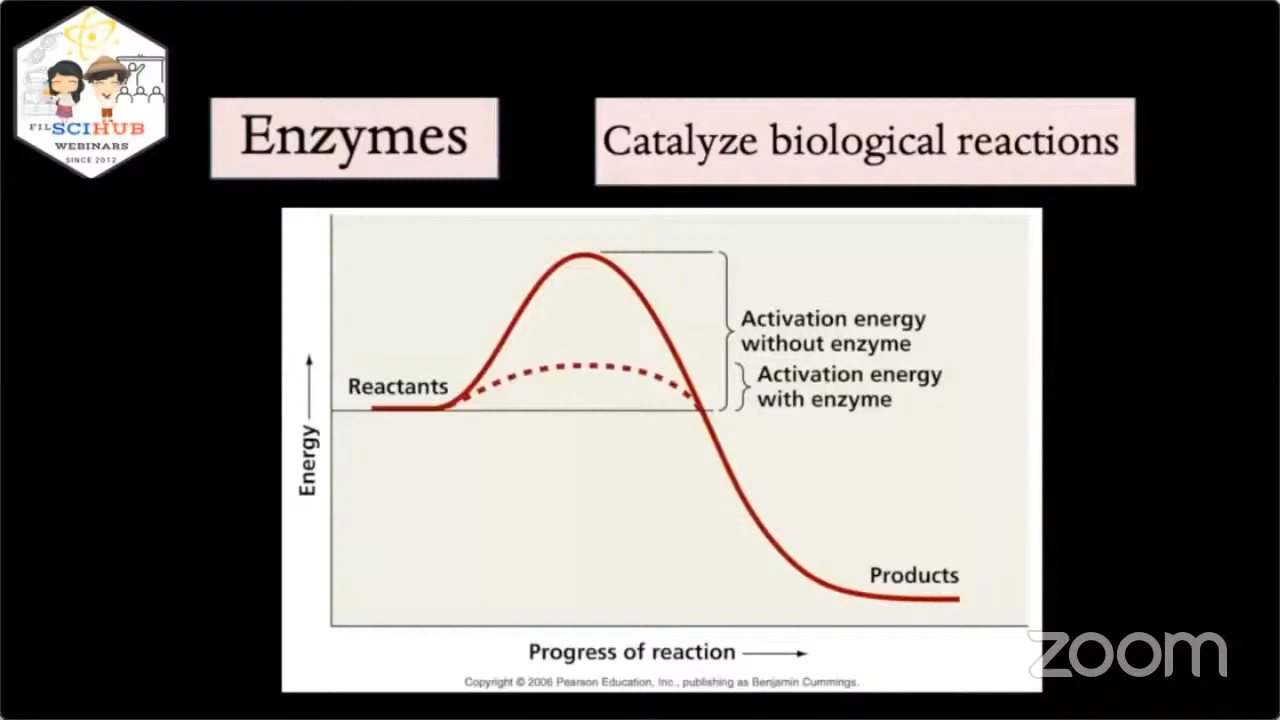 FIL SCIHUB
WEBINARS
SINCE 2012
Enzymes
Catalyze biological reactions
Activation energy
without enzyme
Activation energy
with enzyme
Reactants
Energy
Products
Progress of reaction
Copyright © 2006 Pearson Education, Inc., publishing as Benjamin Cummings.
zoom